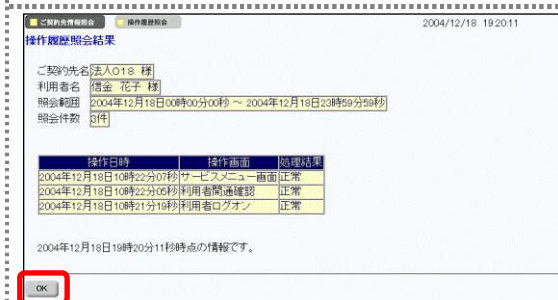 ご契約先情報照会 操作履歴照会 2004/12/18 19:20:11
操作履歴照会結果
ご契約先名 法人018 様
利用者名 信金 花子 様
照会範囲 2004年12月18日00時00分00秒 ～ 2004年12月18日23時59分59秒
照会件数 3件
操作日時 操作画面 処理結果
2004年12月18日10時22分07秒 サービスメニュー画面 正常
2004年12月18日10時22分05秒 利用者開通確認 正常
2004年12月18日10時21分19秒 利用者ログオン 正常
2004年12月18日19時20分11秒時点の情報です。
OK